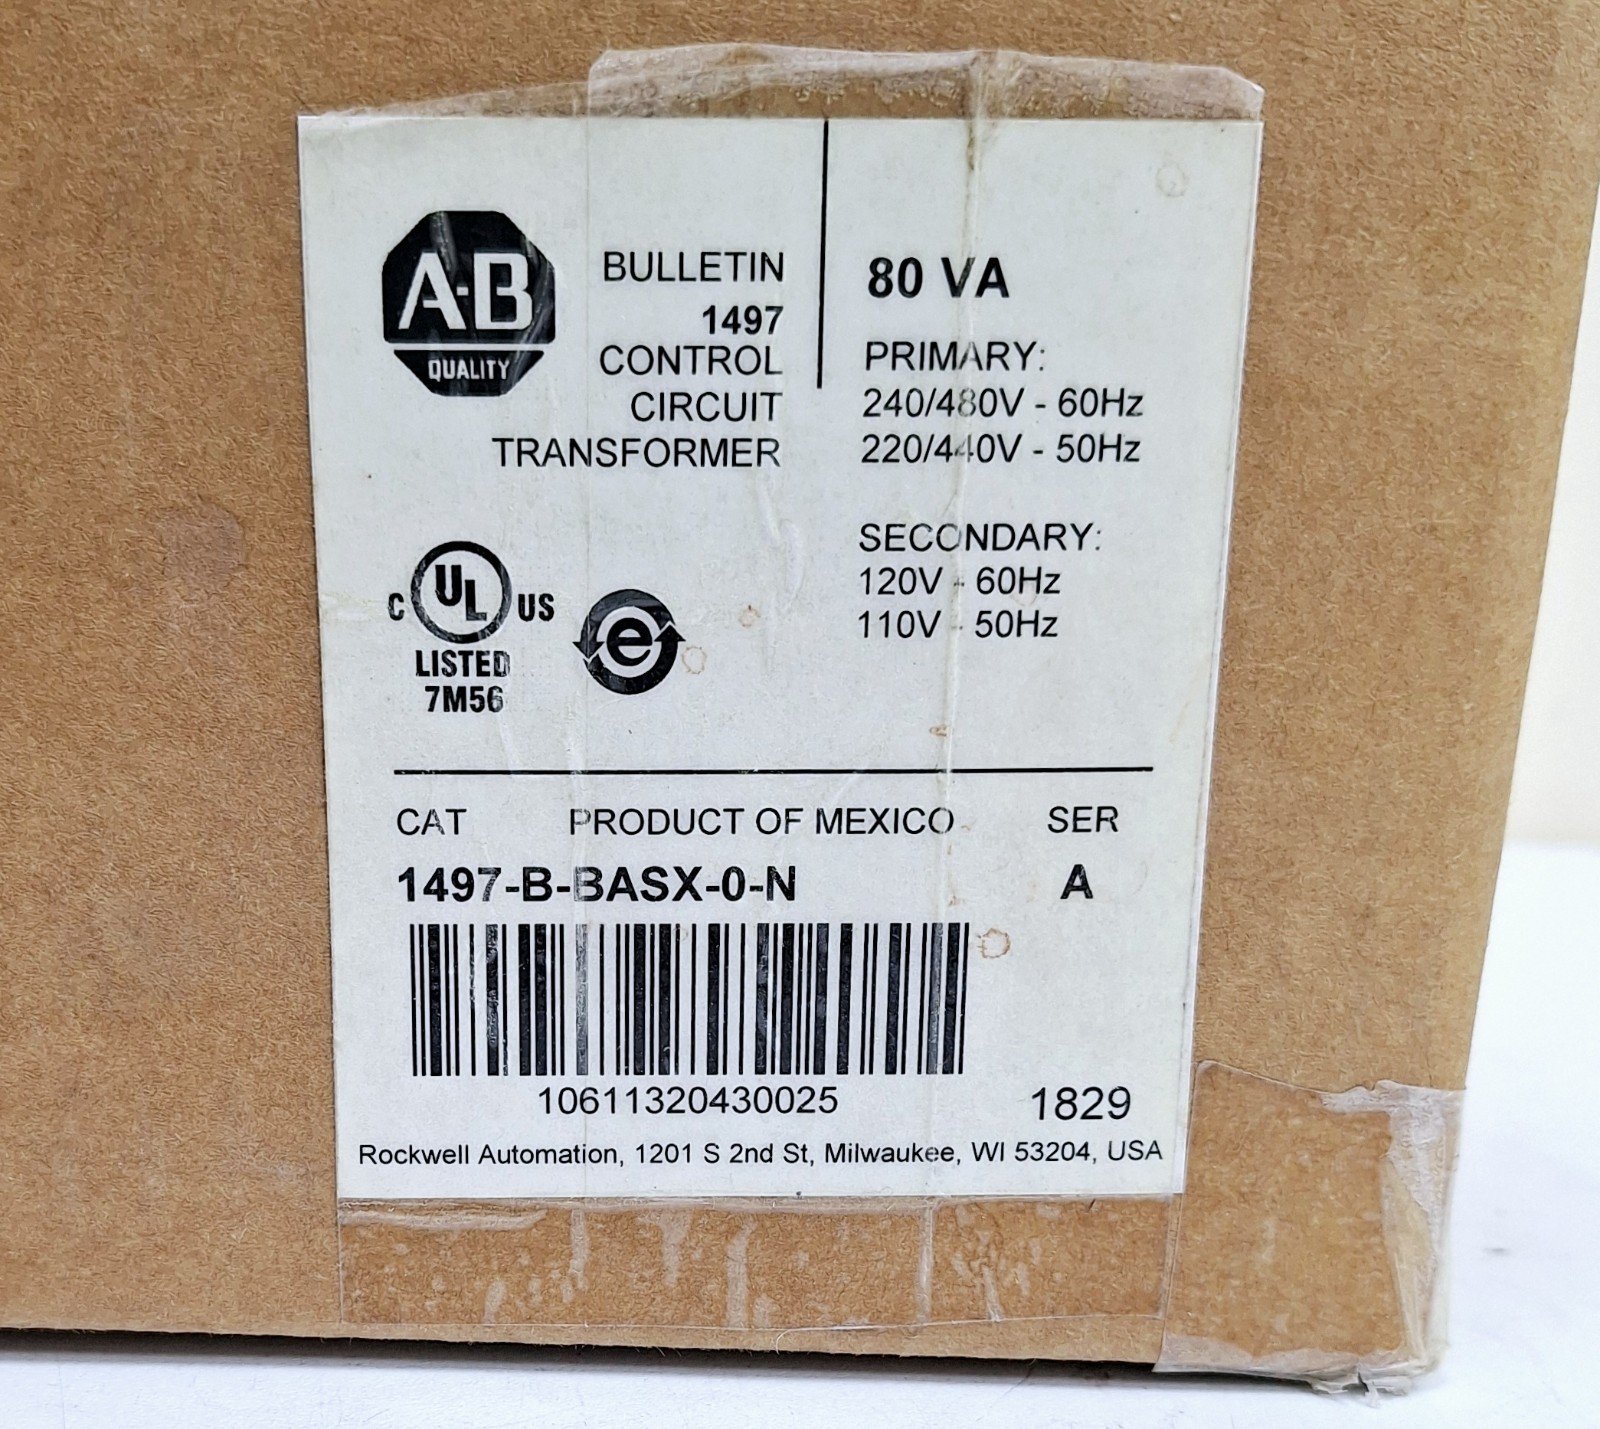 A-B
QUALITY
BULLETIN
1497
CONTROL
CIRCUIT
TRANSFORMER
80 VA
PRIMARY:
240/480V - 60Hz
220/440V - 50Hz
SECONDARY:
120V - 60Hz
110V - 50Hz
C UL US
LISTED
7M56
e
CAT PRODUCT OF MEXICO SER
1497-B-BASX-0-N A
10611320430025 1829
Rockwell Automation, 1201 S 2nd St, Milwaukee, WI 53204, USA